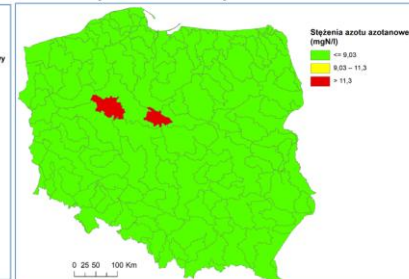 Stężenia azotu azotanowe
(mgN/l)
<= 9,03
9,03 – 11,3
> 11,3
0 25 50 100 Km